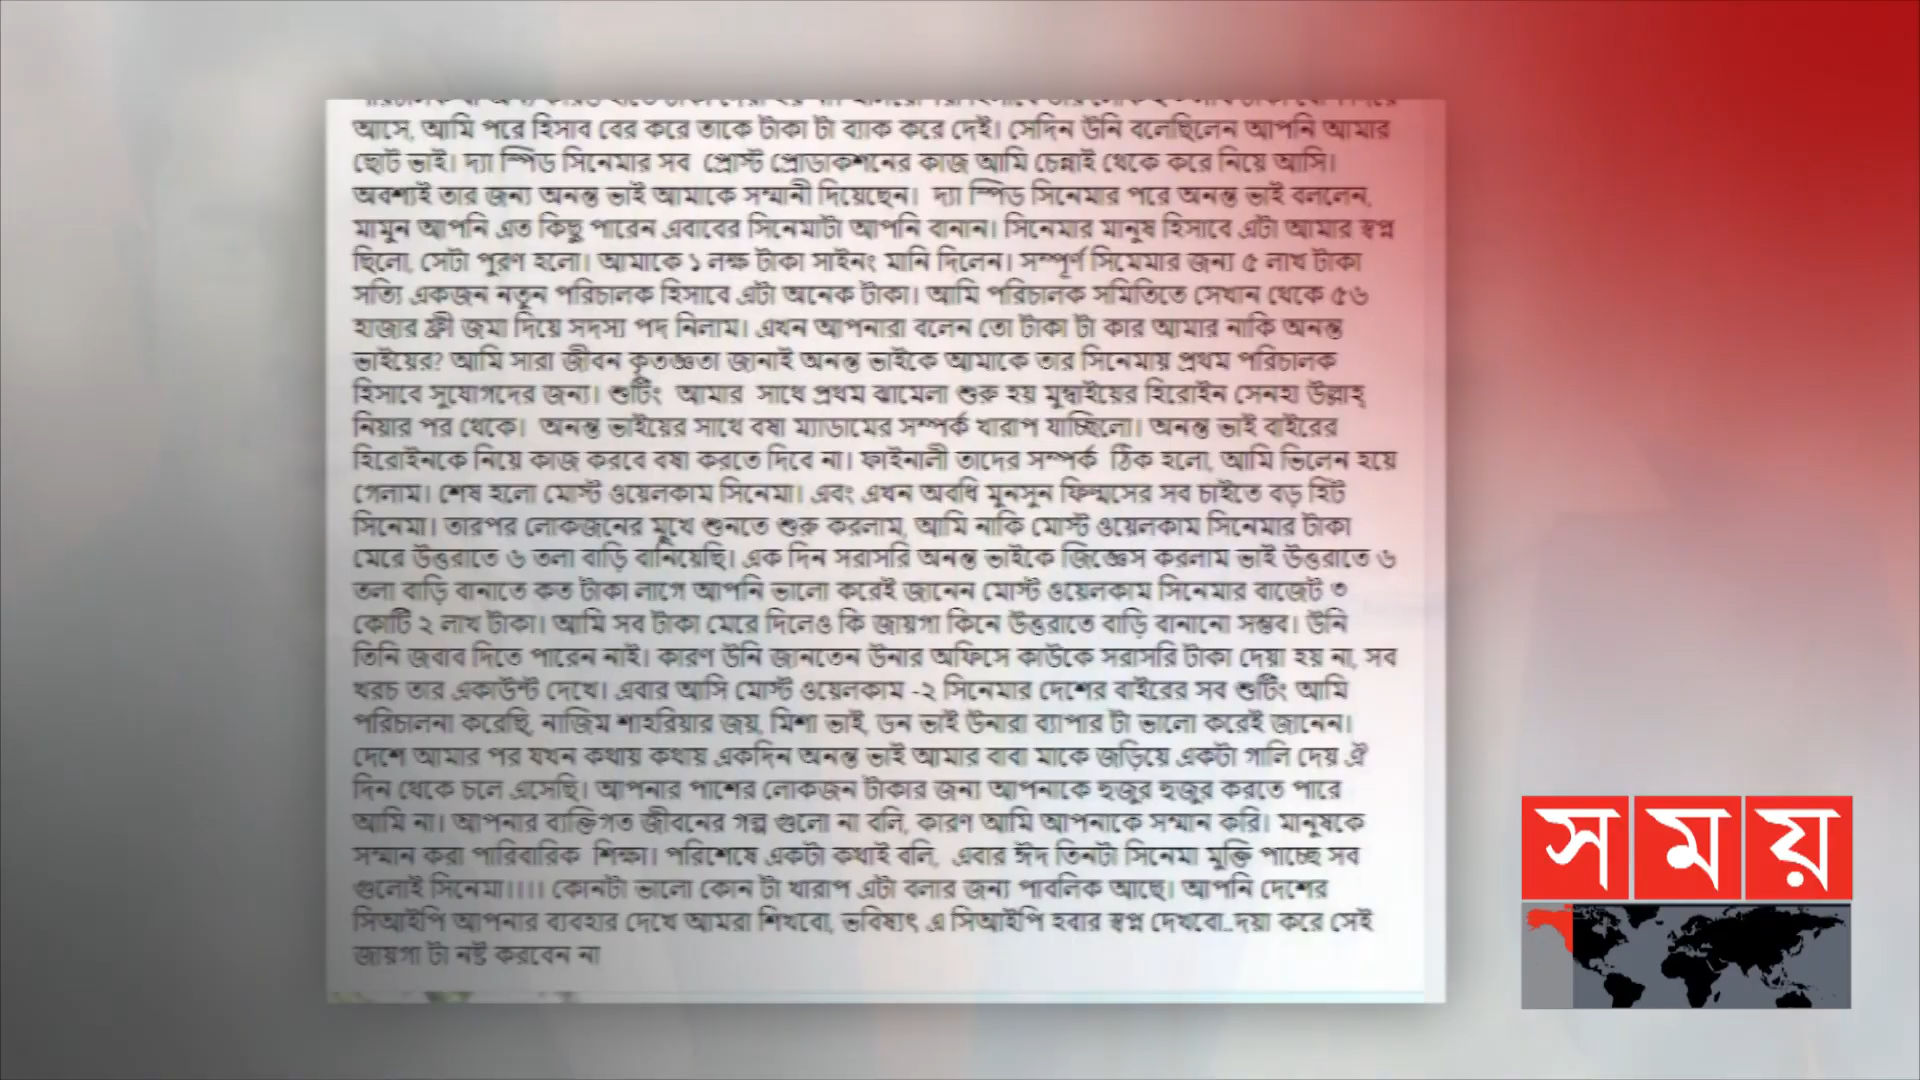 আসে, আমি পরে হিসাব বের করে তাকে টাকা টা ব্যাক করে দেই। সেদিন উনি বলেছিলেন আপনি আমার
ছোট ভাই। দ্যা স্পিড সিনেমার সব প্রোস্ট প্রোডাকশনের কাজ আমি চেন্নাই থেকে করে নিয়ে আসি।
অবশ্যই তার জন্য অনন্ত ভাই আমাকে সম্মানী দিয়েছেন। দ্যা স্পিড সিনেমার পরে অনন্ত ভাই বললেন,
মামুন আপনি এত কিছু পারেন এবাবের সিনেমাটা আপনি বানান। সিনেমার মানুষ হিসাবে এটা আমার স্বপ্ন
ছিলো, সেটা পুরণ হলো। আমাকে ১ লক্ষ টাকা সাইনং মানি দিলেন। সম্পূর্ণ সিমেমার জন্য ৫ লাখ টাকা
সত্যি একজন নতুন পরিচালক হিসাবে এটা অনেক টাকা। আমি পরিচালক সমিতিতে সেখান থেকে ৫৬
হাজার ফ্রী জমা দিয়ে সদস্য পদ নিলাম। এখন আপনারা বলেন তো টাকা টা কার আমার নাকি অনন্ত
ভাইয়ের? আমি সারা জীবন কৃতজ্ঞতা জানাই অনন্ত ভাইকে আমাকে তার সিনেমায় প্রথম পরিচালক
হিসাবে সুযোগদের জন্য। শুটিং আমার সাথে প্রথম ঝামেলা শুরু হয় মুম্বাইয়ের হিরোইন সেনহা উল্লাহ্
নিয়ার পর থেকে। অনন্ত ভাইয়ের সাথে বষা ম্যাডামের সম্পর্ক খারাপ যাচ্ছিলো। অনন্ত ভাই বাইরের
হিরোইনকে নিয়ে কাজ করবে বষা করতে দিবে না। ফাইনালী তাদের সম্পর্ক ঠিক হলো, আমি ভিলেন হয়ে
গেলাম। শেষ হলো মোস্ট ওয়েলকাম সিনেমা। এবং এখন অবধি মুনসুন ফিল্মসের সব চাইতে বড় হিট
সিনেমা। তারপর লোকজনের মুখে শুনতে শুরু করলাম, আমি নাকি মোস্ট ওয়েলকাম সিনেমার টাকা
মেরে উত্তরাতে ৬ তলা বাড়ি বানিয়েছি। এক দিন সরাসরি অনন্ত ভাইকে জিজ্ঞেস করলাম ভাই উত্তরাতে ৬
তলা বাড়ি বানাতে কত টাকা লাগে আপনি ভালো করেই জানেন মোস্ট ওয়েলকাম সিনেমার বাজেট ৩
কোটি ২ লাখ টাকা। আমি সব টাকা মেরে দিলেও কি জায়গা কিনে উত্তরাতে বাড়ি বানানো সম্ভব। উনি
তিনি জবাব দিতে পারেন নাই। কারণ উনি জানতেন উনার অফিসে কাউকে সরাসরি টাকা দেয়া হয় না, সব
খরচ তার একাউন্ট দেখে। এবার আসি মোস্ট ওয়েলকাম -২ সিনেমার দেশের বাইরের সব শুটিং আমি
পরিচালনা করেছি, নাজিম শাহরিয়ার জয়, মিশা ভাই, ডন ভাই উনারা ব্যাপার টা ভালো করেই জানেন।
দেশে আমার পর যখন কথায় কথায় একদিন অনন্ত ভাই আমার বাবা মাকে জড়িয়ে একটা গালি দেয় ঐ
দিন থেকে চলে এসেছি। আপনার পাশের লোকজন টাকার জন্য আপনাকে হুজুর হুজুর করতে পারে
আমি না। আপনার ব্যক্তিগত জীবনের গল্প গুলো না বলি, কারণ আমি আপনাকে সম্মান করি। মানুষকে
সম্মান করা পারিবারিক শিক্ষা। পরিশেষে একটা কথাই বলি, এবার ঈদ তিনটা সিনেমা মুক্তি পাচ্ছে সব
গুলোই সিনেমা।।।। কোনটা ভালো কোন টা খারাপ এটা বলার জন্য পাবলিক আছে। আপনি দেশের
সিআইপি আপনার ব্যবহার দেখে আমরা শিখবো, ভবিষ্যৎ এ সিআইপি হবার স্বপ্ন দেখবো..দয়া করে সেই
জায়গা টা নষ্ট করবেন না
সময়